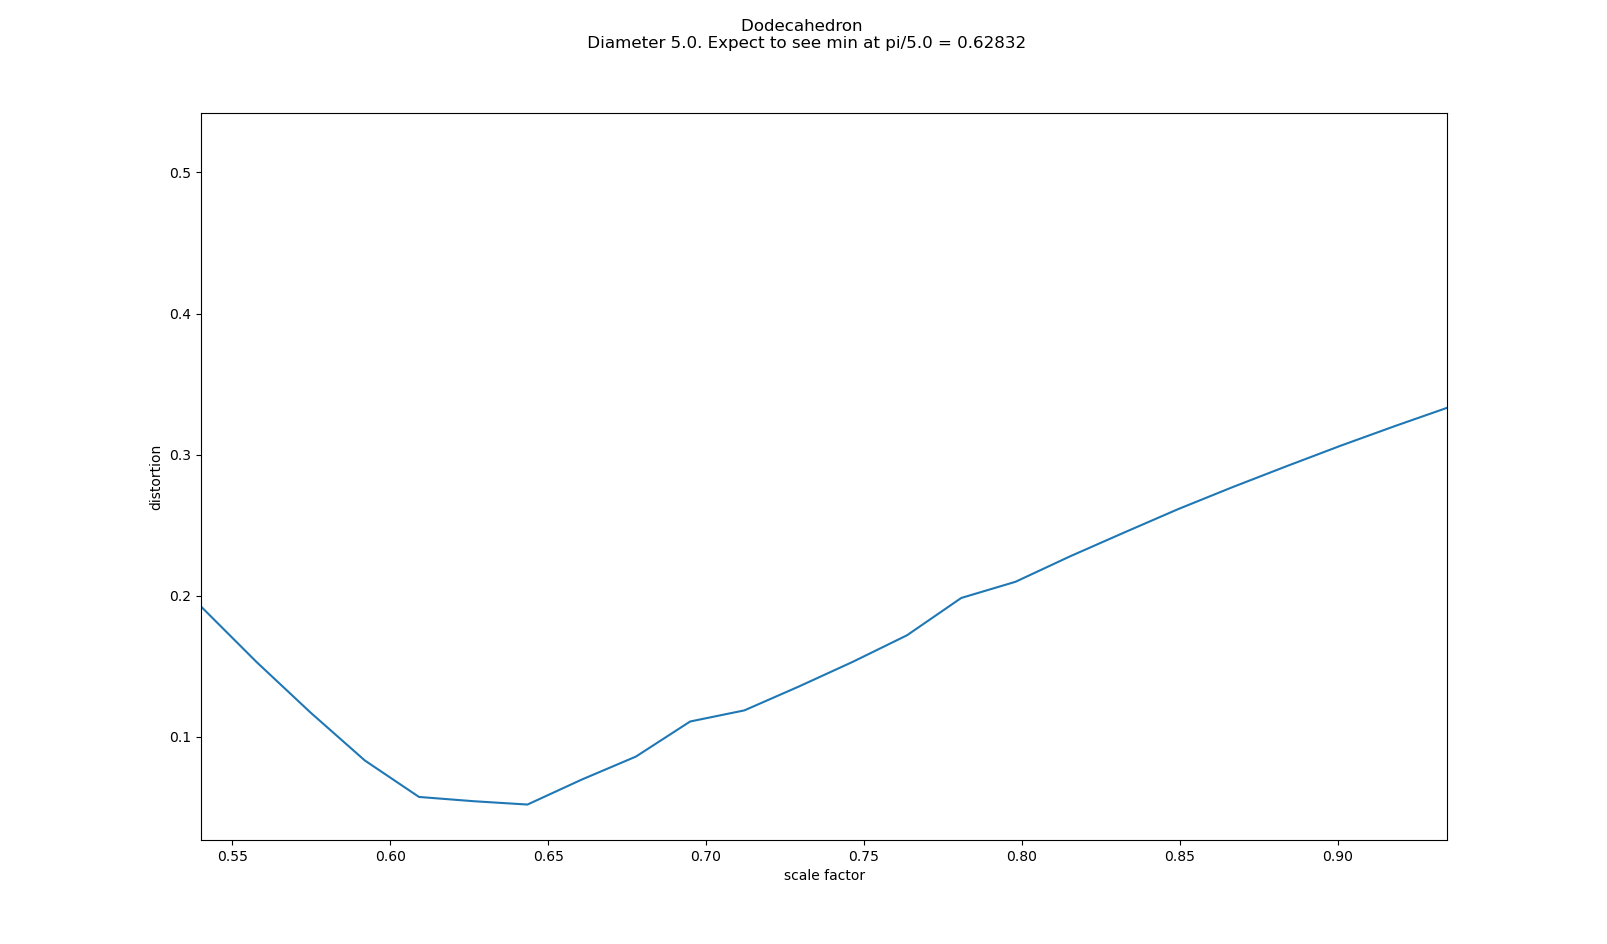 Dodecahedron
Diameter 5.0. Expect to see min at pi/5.0 = 0.62832
0.5
0.4
0.3
0.2
0.1
distortion
0.55 0.60 0.65 0.70 0.75 0.80 0.85 0.90
scale factor